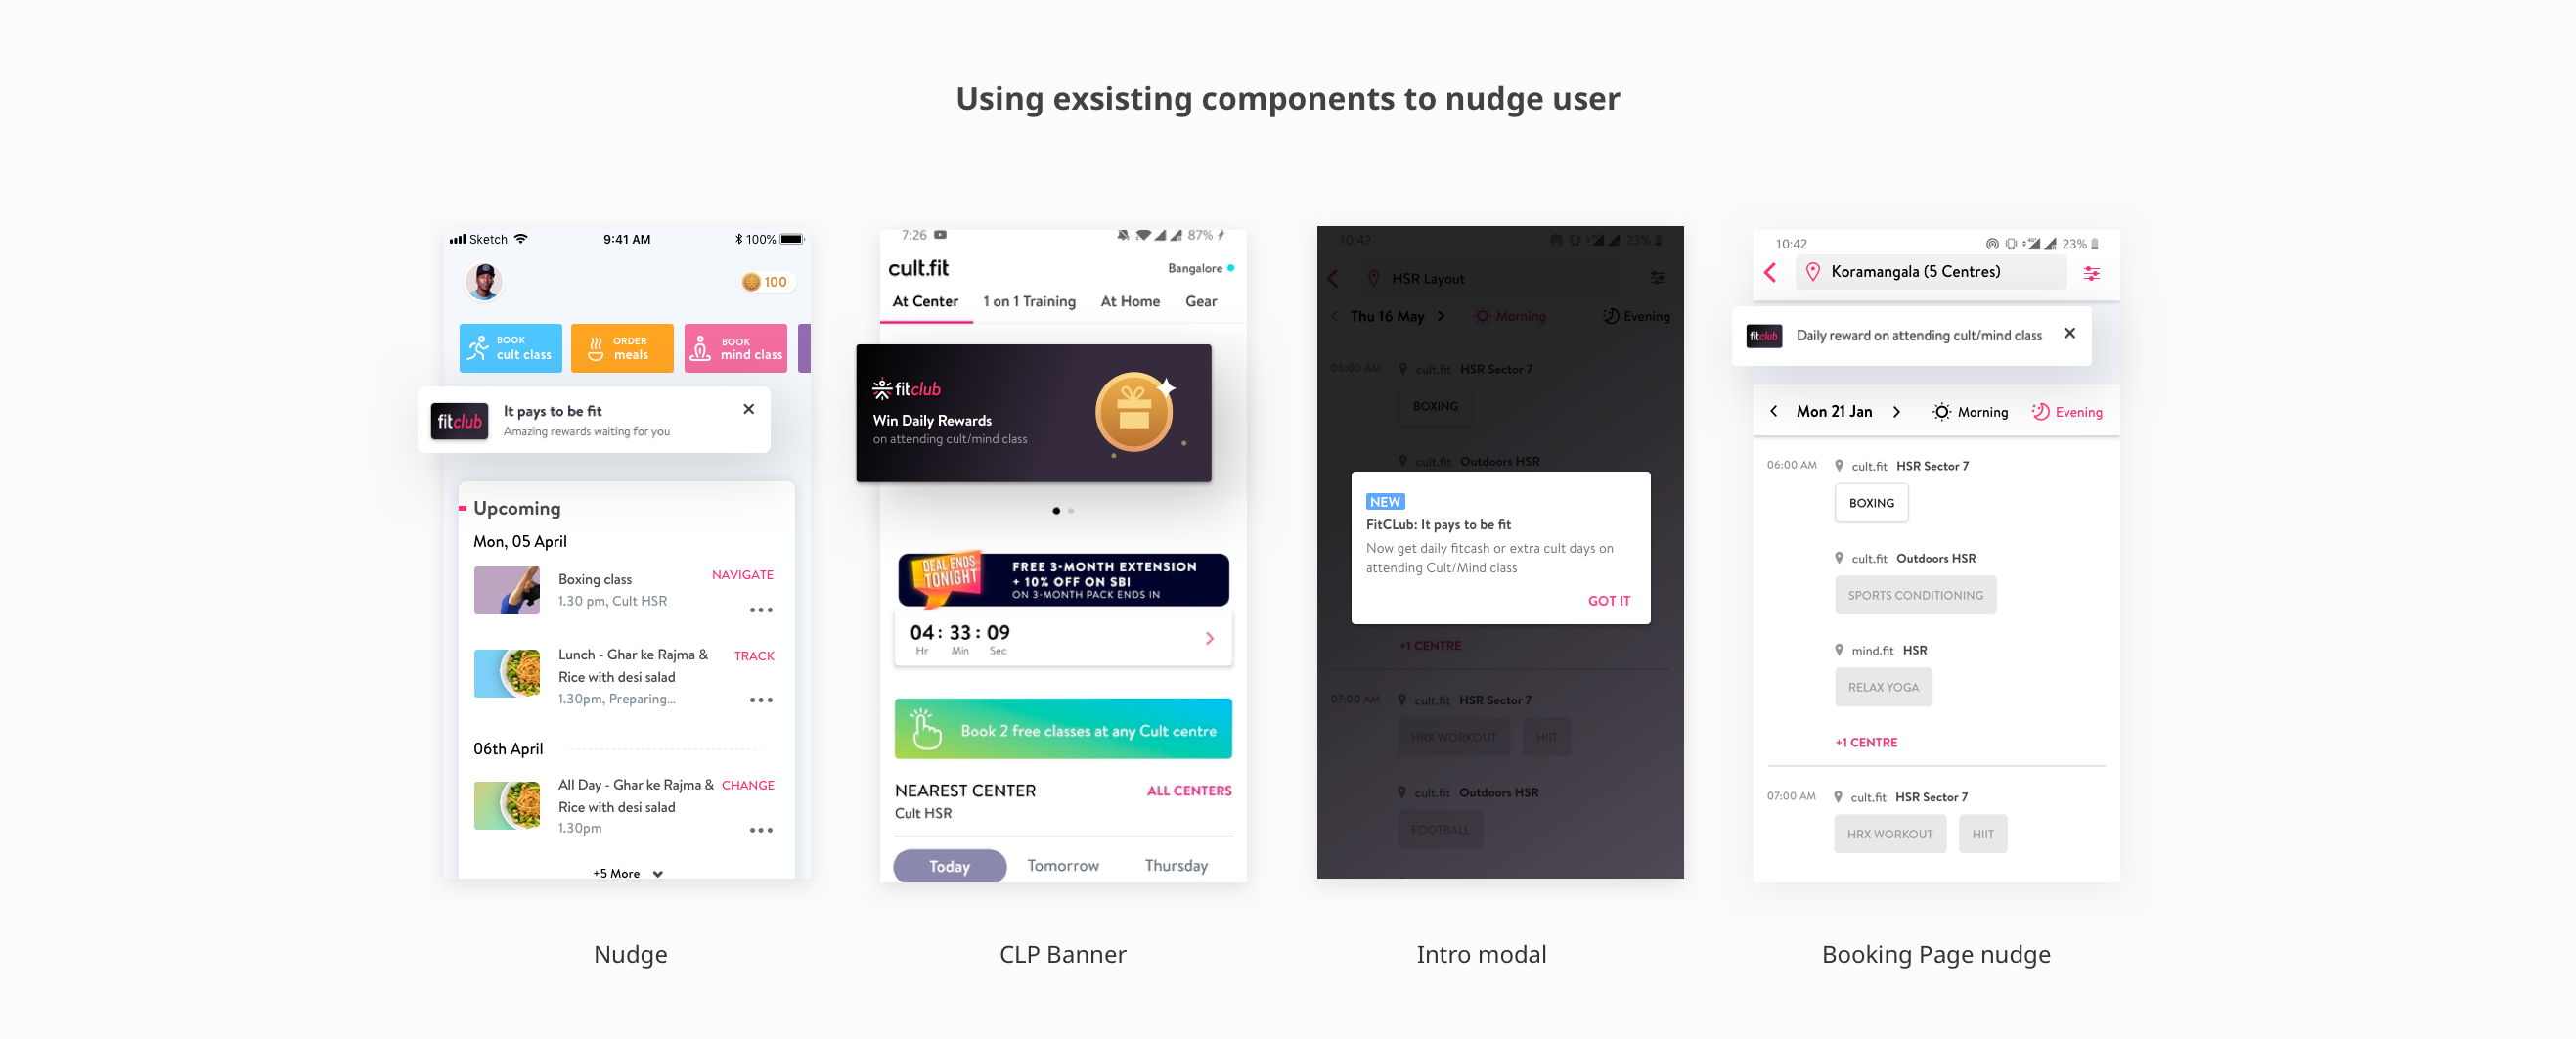 Using exsisting components to nudge user
Sketch 9:41 AM 100%
100
BOOK
cult class
ORDER
meals
BOOK
mind class
fitclub
It pays to be fit
Amazing rewards waiting for you
Upcoming
Mon, 05 April
Boxing class
NAVIGATE
1.30 pm, Cult HSR
Lunch - Ghar ke Rajma &
TRACK
Rice with desi salad
1.30pm, Preparing...
06th April
All Day - Ghar ke Rajma &
CHANGE
Rice with desi salad
1.30pm
+5 More
Nudge
7:26 87%
cult.fit
Bangalore
At Center 1 on 1 Training At Home Gear
fitclub
Win Daily Rewards
on attending cult/mind class
DEAL ENDS
TONIGHT
FREE 3-MONTH EXTENSION
+ 10% OFF ON SBI
ON 3-MONTH PACK ENDS IN
04 : 33 : 09
Hr Min Sec
Book 2 free classes at any Cult centre
NEAREST CENTER
ALL CENTERS
Cult HSR
Today Tomorrow Thursday
CLP Banner
10:42 23%
HSR Layout
Thu 16 May Morning Evening
06:00 AM cult.fit HSR Sector 7
BOXING
cult.fit Outdoors HSR
NEW
FitCLub: It pays to be fit
Now get daily fitcash or extra cult days on
attending Cult/Mind class
GOT IT
+1 CENTRE
07:00 AM cult.fit HSR Sector 7
HRX WORKOUT HIIT
cult.fit Outdoors HSR
FOOTBALL
Intro modal
10:42 23%
Koramangala (5 Centres)
fitclub
Daily reward on attending cult/mind class
Mon 21 Jan Morning Evening
06:00 AM cult.fit HSR Sector 7
BOXING
cult.fit Outdoors HSR
SPORTS CONDITIONING
mind.fit HSR
RELAX YOGA
+1 CENTRE
07:00 AM cult.fit HSR Sector 7
HRX WORKOUT HIIT
Booking Page nudge